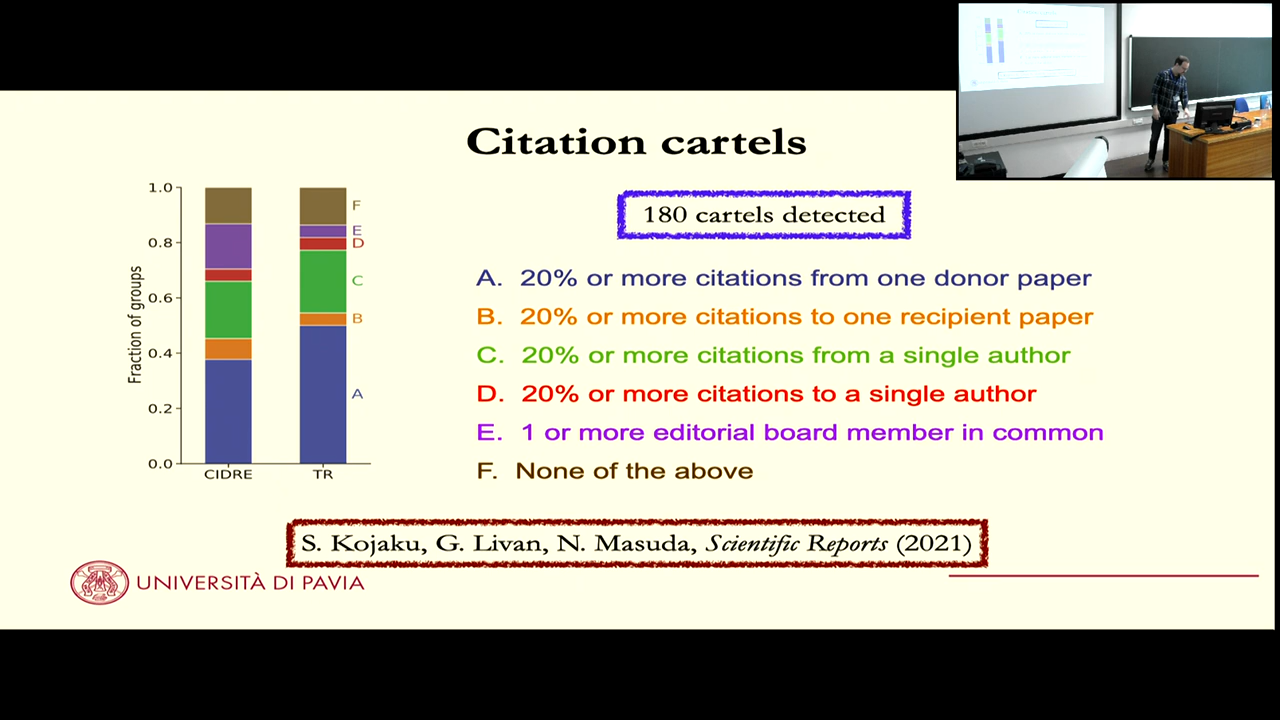 Citation cartels
180 cartels detected
1.0
0.8
0.6
0.4
0.2
0.0
Fraction of groups
CIDRE
TR
F
E
D
C
B
A
A. 20% or more citations from one donor paper
B. 20% or more citations to one recipient paper
C. 20% or more citations from a single author
D. 20% or more citations to a single author
E. 1 or more editorial board member in common
F. None of the above
S. Kojaku, G. Livan, N. Masuda, Scientific Reports (2021)
UNIVERSITÀ DI PAVIA